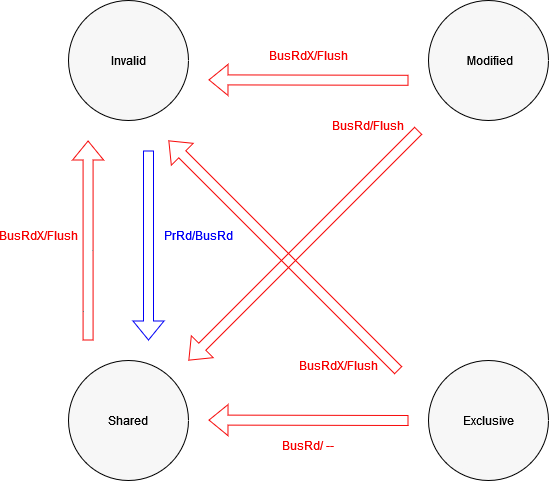 BusRdX/Flush
Invalid
Modified
BusRd/Flush
BusRdX/Flush
PrRd/BusRd
BusRdX/Flush
Shared
Exclusive
BusRd/ --